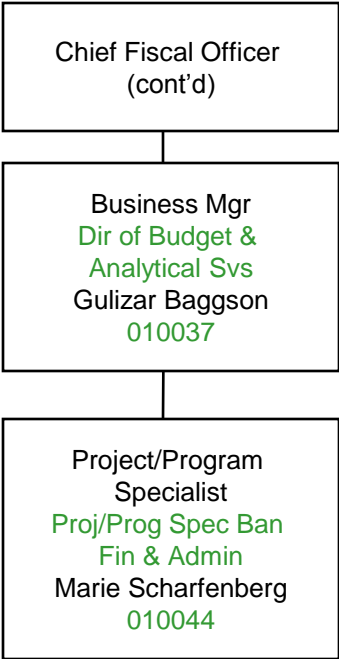 Chief Fiscal Officer
(cont’d)
Business Mgr
Dir of Budget &
Analytical Svs
Gulizar Baggson
010037
Project/Program
Specialist
Proj/Prog Spec Ban
Fin & Admin
Marie Scharfenberg
010044